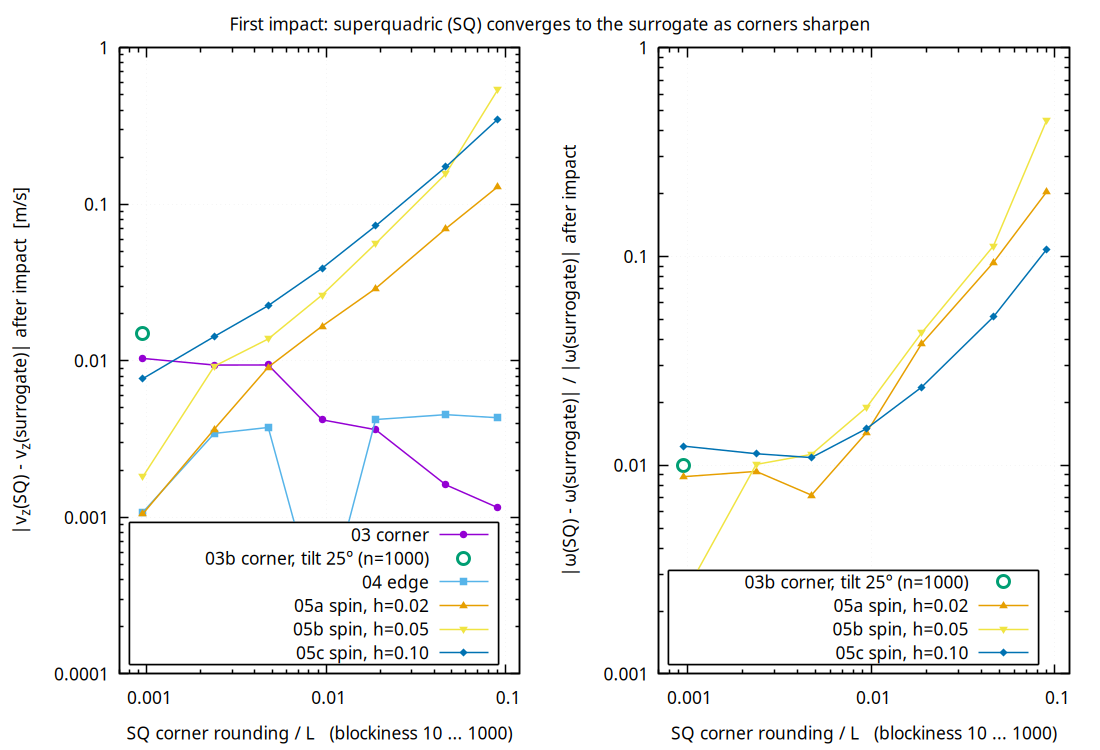 First impact: superquadric (SQ) converges to the surrogate as corners sharpen
|v_z(SQ) - v_z(surrogate)| after impact [m/s]
1
0.1
0.01
0.001
0.0001
03 corner
03b corner, tilt 25° (n=1000)
04 edge
05a spin, h=0.02
05b spin, h=0.05
05c spin, h=0.10
0.001 0.01 0.1
SQ corner rounding / L (blockiness 10 ... 1000)
|ω(SQ) - ω(surrogate)| / |ω(surrogate)| after impact
1
0.1
0.01
0.001
03b corner, tilt 25° (n=1000)
05a spin, h=0.02
05b spin, h=0.05
05c spin, h=0.10
0.001 0.01 0.1
SQ corner rounding / L (blockiness 10 ... 1000)